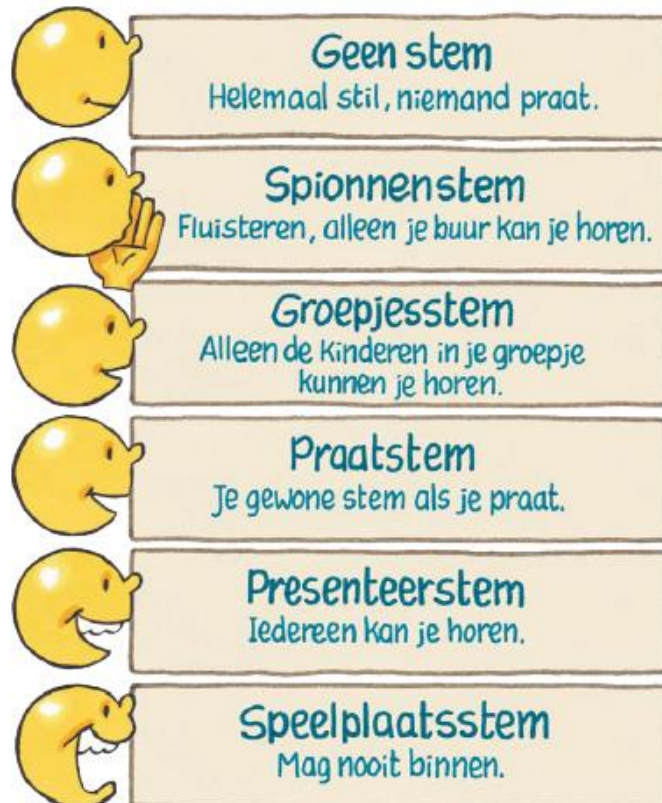 Geen stem
Helemaal stil, niemand praat.
Spionnenstem
Fluisteren, alleen je buur kan je horen.
Groepjesstem
Alleen de kinderen in je groepje
kunnen je horen.
Praatstem
Je gewone stem als je praat.
Presenteerstem
Iedereen kan je horen.
Speelplaatsstem
Mag nooit binnen.